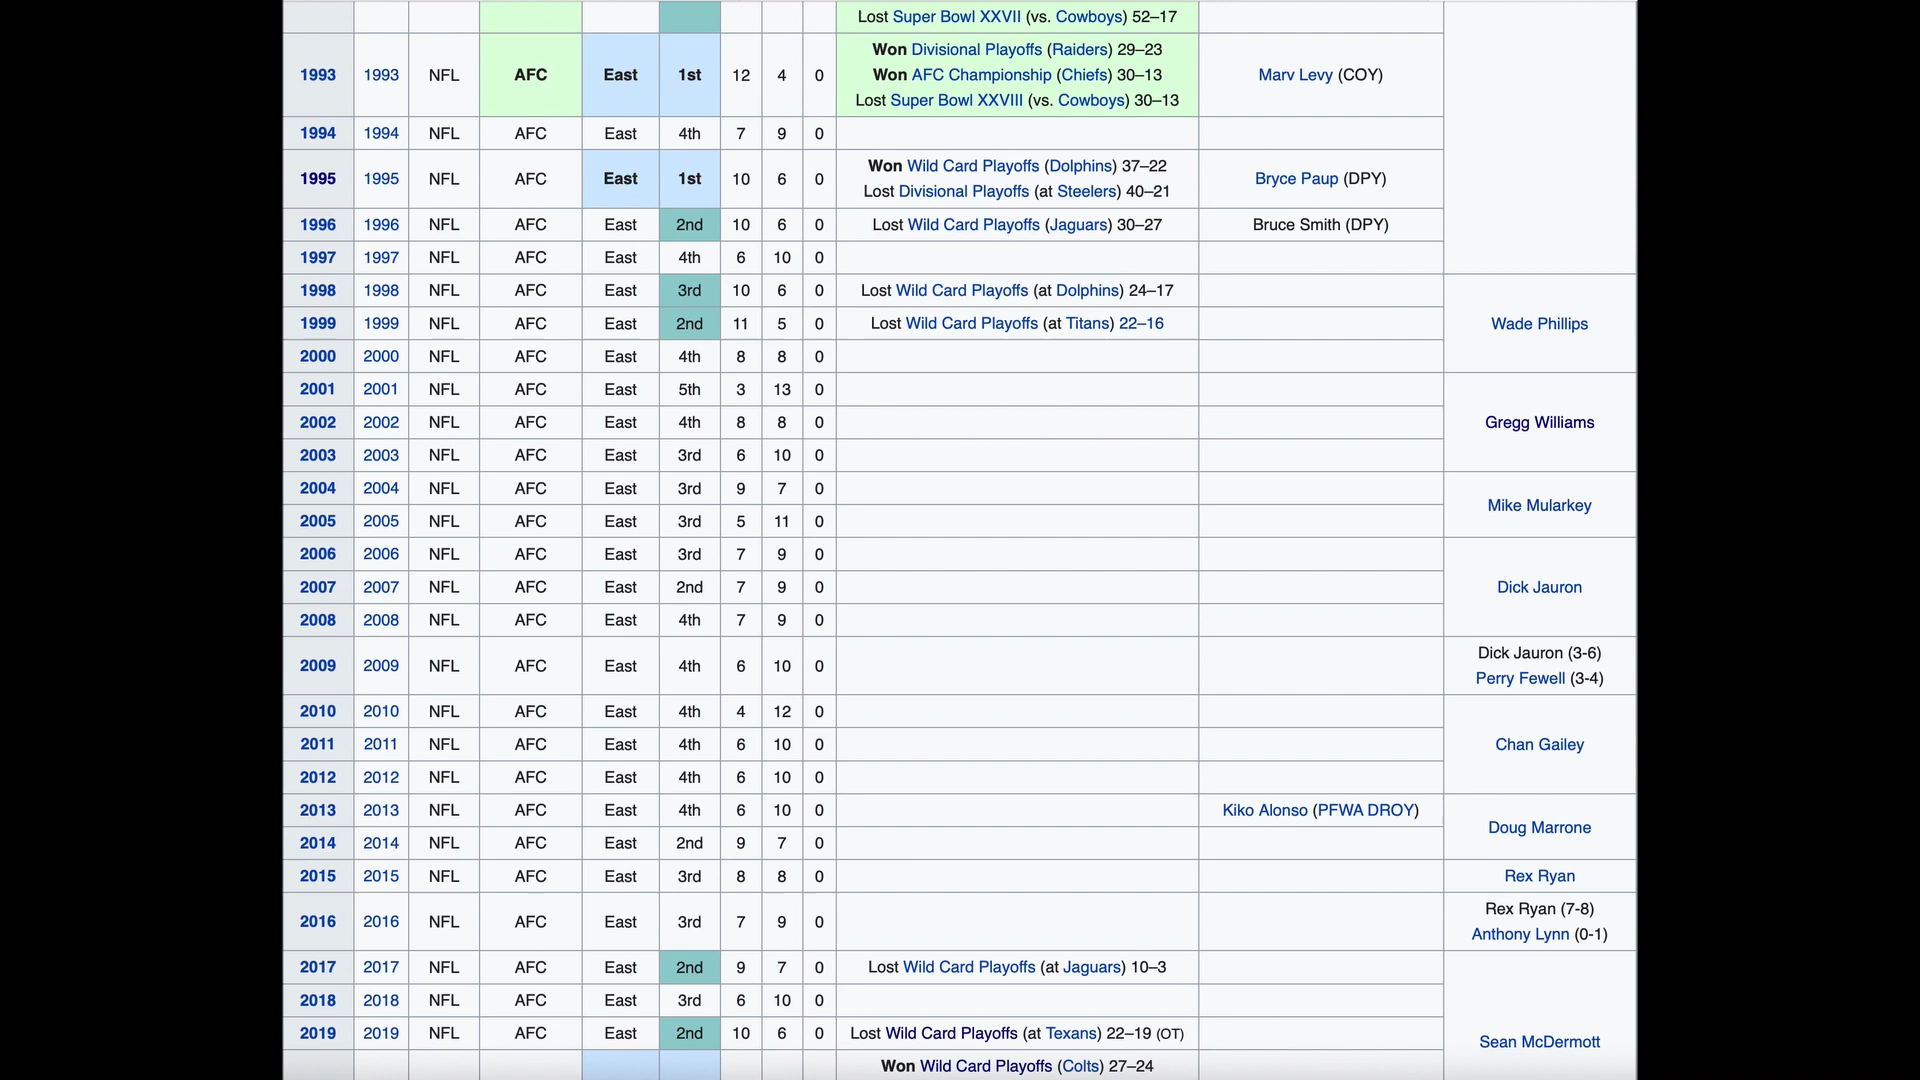 Lost Super Bowl XXVII (vs. Cowboys) 52–17
1993 1993 NFL AFC East 1st 12 4 0 Won Divisional Playoffs (Raiders) 29–23
Won AFC Championship (Chiefs) 30–13
Lost Super Bowl XXVIII (vs. Cowboys) 30–13
Marv Levy (COY)
1994 1994 NFL AFC East 4th 7 9 0
1995 1995 NFL AFC East 1st 10 6 0 Won Wild Card Playoffs (Dolphins) 37–22
Lost Divisional Playoffs (at Steelers) 40–21
Bryce Paup (DPY)
1996 1996 NFL AFC East 2nd 10 6 0 Lost Wild Card Playoffs (Jaguars) 30–27 Bruce Smith (DPY)
1997 1997 NFL AFC East 4th 6 10 0
1998 1998 NFL AFC East 3rd 10 6 0 Lost Wild Card Playoffs (at Dolphins) 24–17
1999 1999 NFL AFC East 2nd 11 5 0 Lost Wild Card Playoffs (at Titans) 22–16 Wade Phillips
2000 2000 NFL AFC East 4th 8 8 0
2001 2001 NFL AFC East 5th 3 13 0
2002 2002 NFL AFC East 4th 8 8 0 Gregg Williams
2003 2003 NFL AFC East 3rd 6 10 0
2004 2004 NFL AFC East 3rd 9 7 0
Mike Mularkey
2005 2005 NFL AFC East 3rd 5 11 0
2006 2006 NFL AFC East 3rd 7 9 0
2007 2007 NFL AFC East 2nd 7 9 0 Dick Jauron
2008 2008 NFL AFC East 4th 7 9 0
2009 2009 NFL AFC East 4th 6 10 0 Dick Jauron (3-6)
Perry Fewell (3-4)
2010 2010 NFL AFC East 4th 4 12 0
2011 2011 NFL AFC East 4th 6 10 0 Chan Gailey
2012 2012 NFL AFC East 4th 6 10 0
2013 2013 NFL AFC East 4th 6 10 0 Kiko Alonso (PFWA DROY)
Doug Marrone
2014 2014 NFL AFC East 2nd 9 7 0
2015 2015 NFL AFC East 3rd 8 8 0 Rex Ryan
2016 2016 NFL AFC East 3rd 7 9 0 Rex Ryan (7-8)
Anthony Lynn (0-1)
2017 2017 NFL AFC East 2nd 9 7 0 Lost Wild Card Playoffs (at Jaguars) 10–3
2018 2018 NFL AFC East 3rd 6 10 0
2019 2019 NFL AFC East 2nd 10 6 0 Lost Wild Card Playoffs (at Texans) 22–19 (OT)
Sean McDermott
Won Wild Card Playoffs (Colts) 27–24